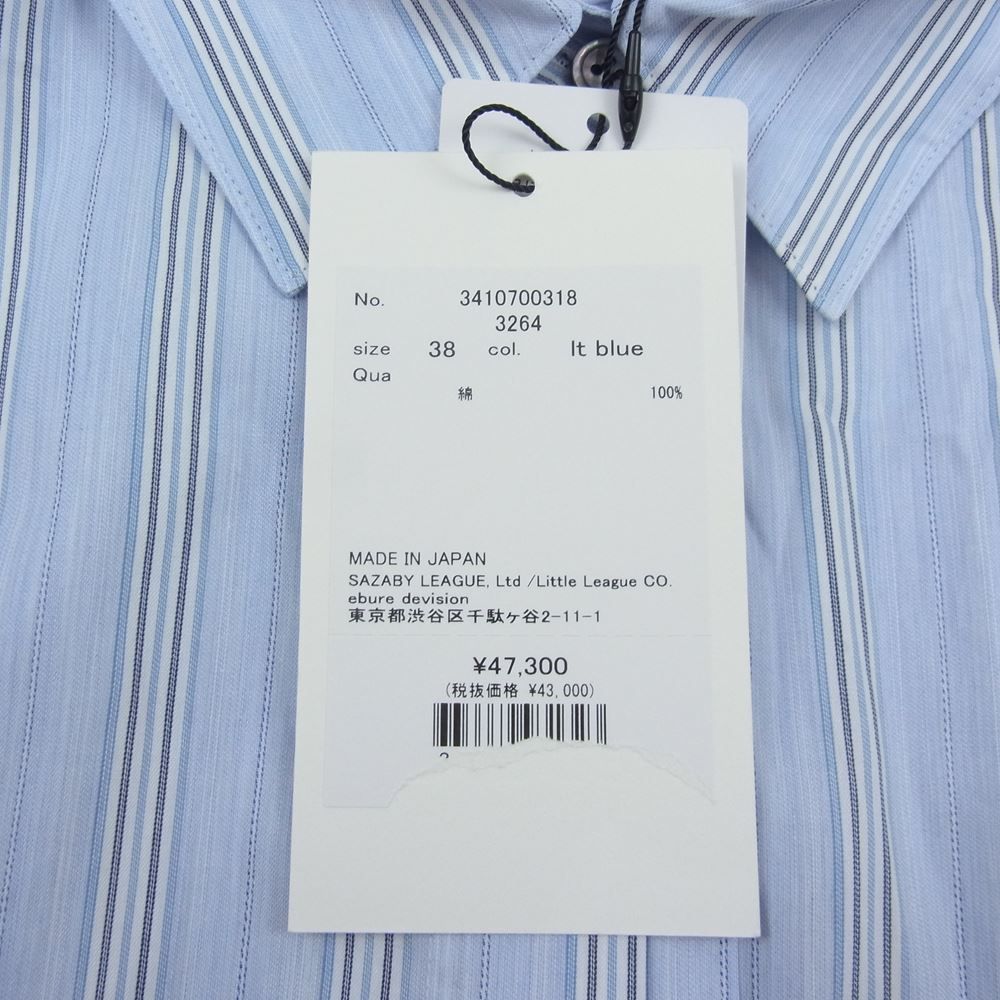 No. 3410700318
3264
size 38 col. lt blue
Qua
綿 100%
MADE IN JAPAN
SAZABY LEAGUE, Ltd /Little League CO.
ebure devision
東京都渋谷区千駄ヶ谷2-11-1
¥47,300
(税抜価格 ¥43,000)